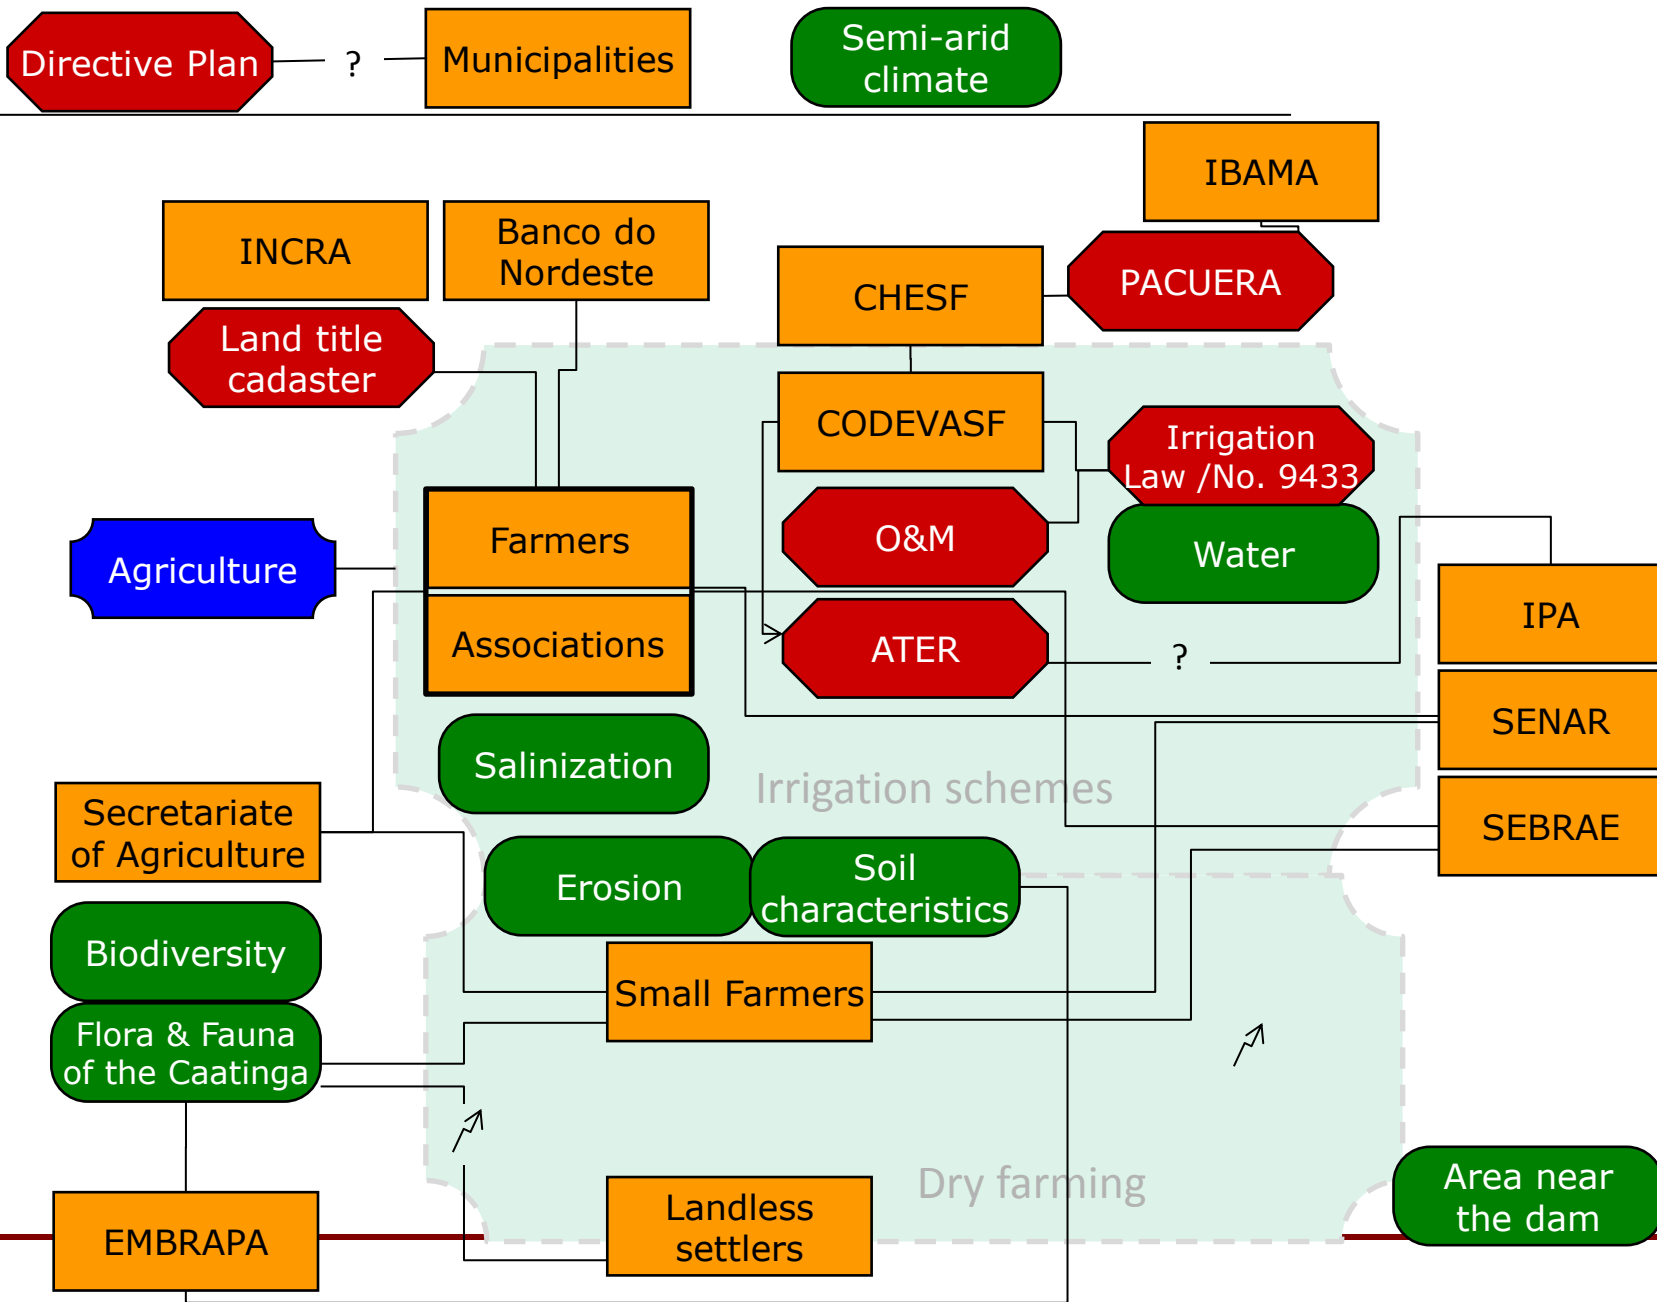 Directive Plan
?
Municipalities
Semi-arid
climate
IBAMA
INCRA
Banco do
Nordeste
CHESF
PACUERA
Land title
cadaster
CODEVASF
Irrigation
Law /No. 9433
Farmers
O&M
Water
Agriculture
IPA
Associations
ATER
?
SENAR
Salinization
Irrigation schemes
Secretariate
of Agriculture
SEBRAE
Erosion
Soil
characteristics
Biodiversity
Small Farmers
Flora & Fauna
of the Caatinga
Dry farming
Area near
the dam
Landless
settlers
EMBRAPA